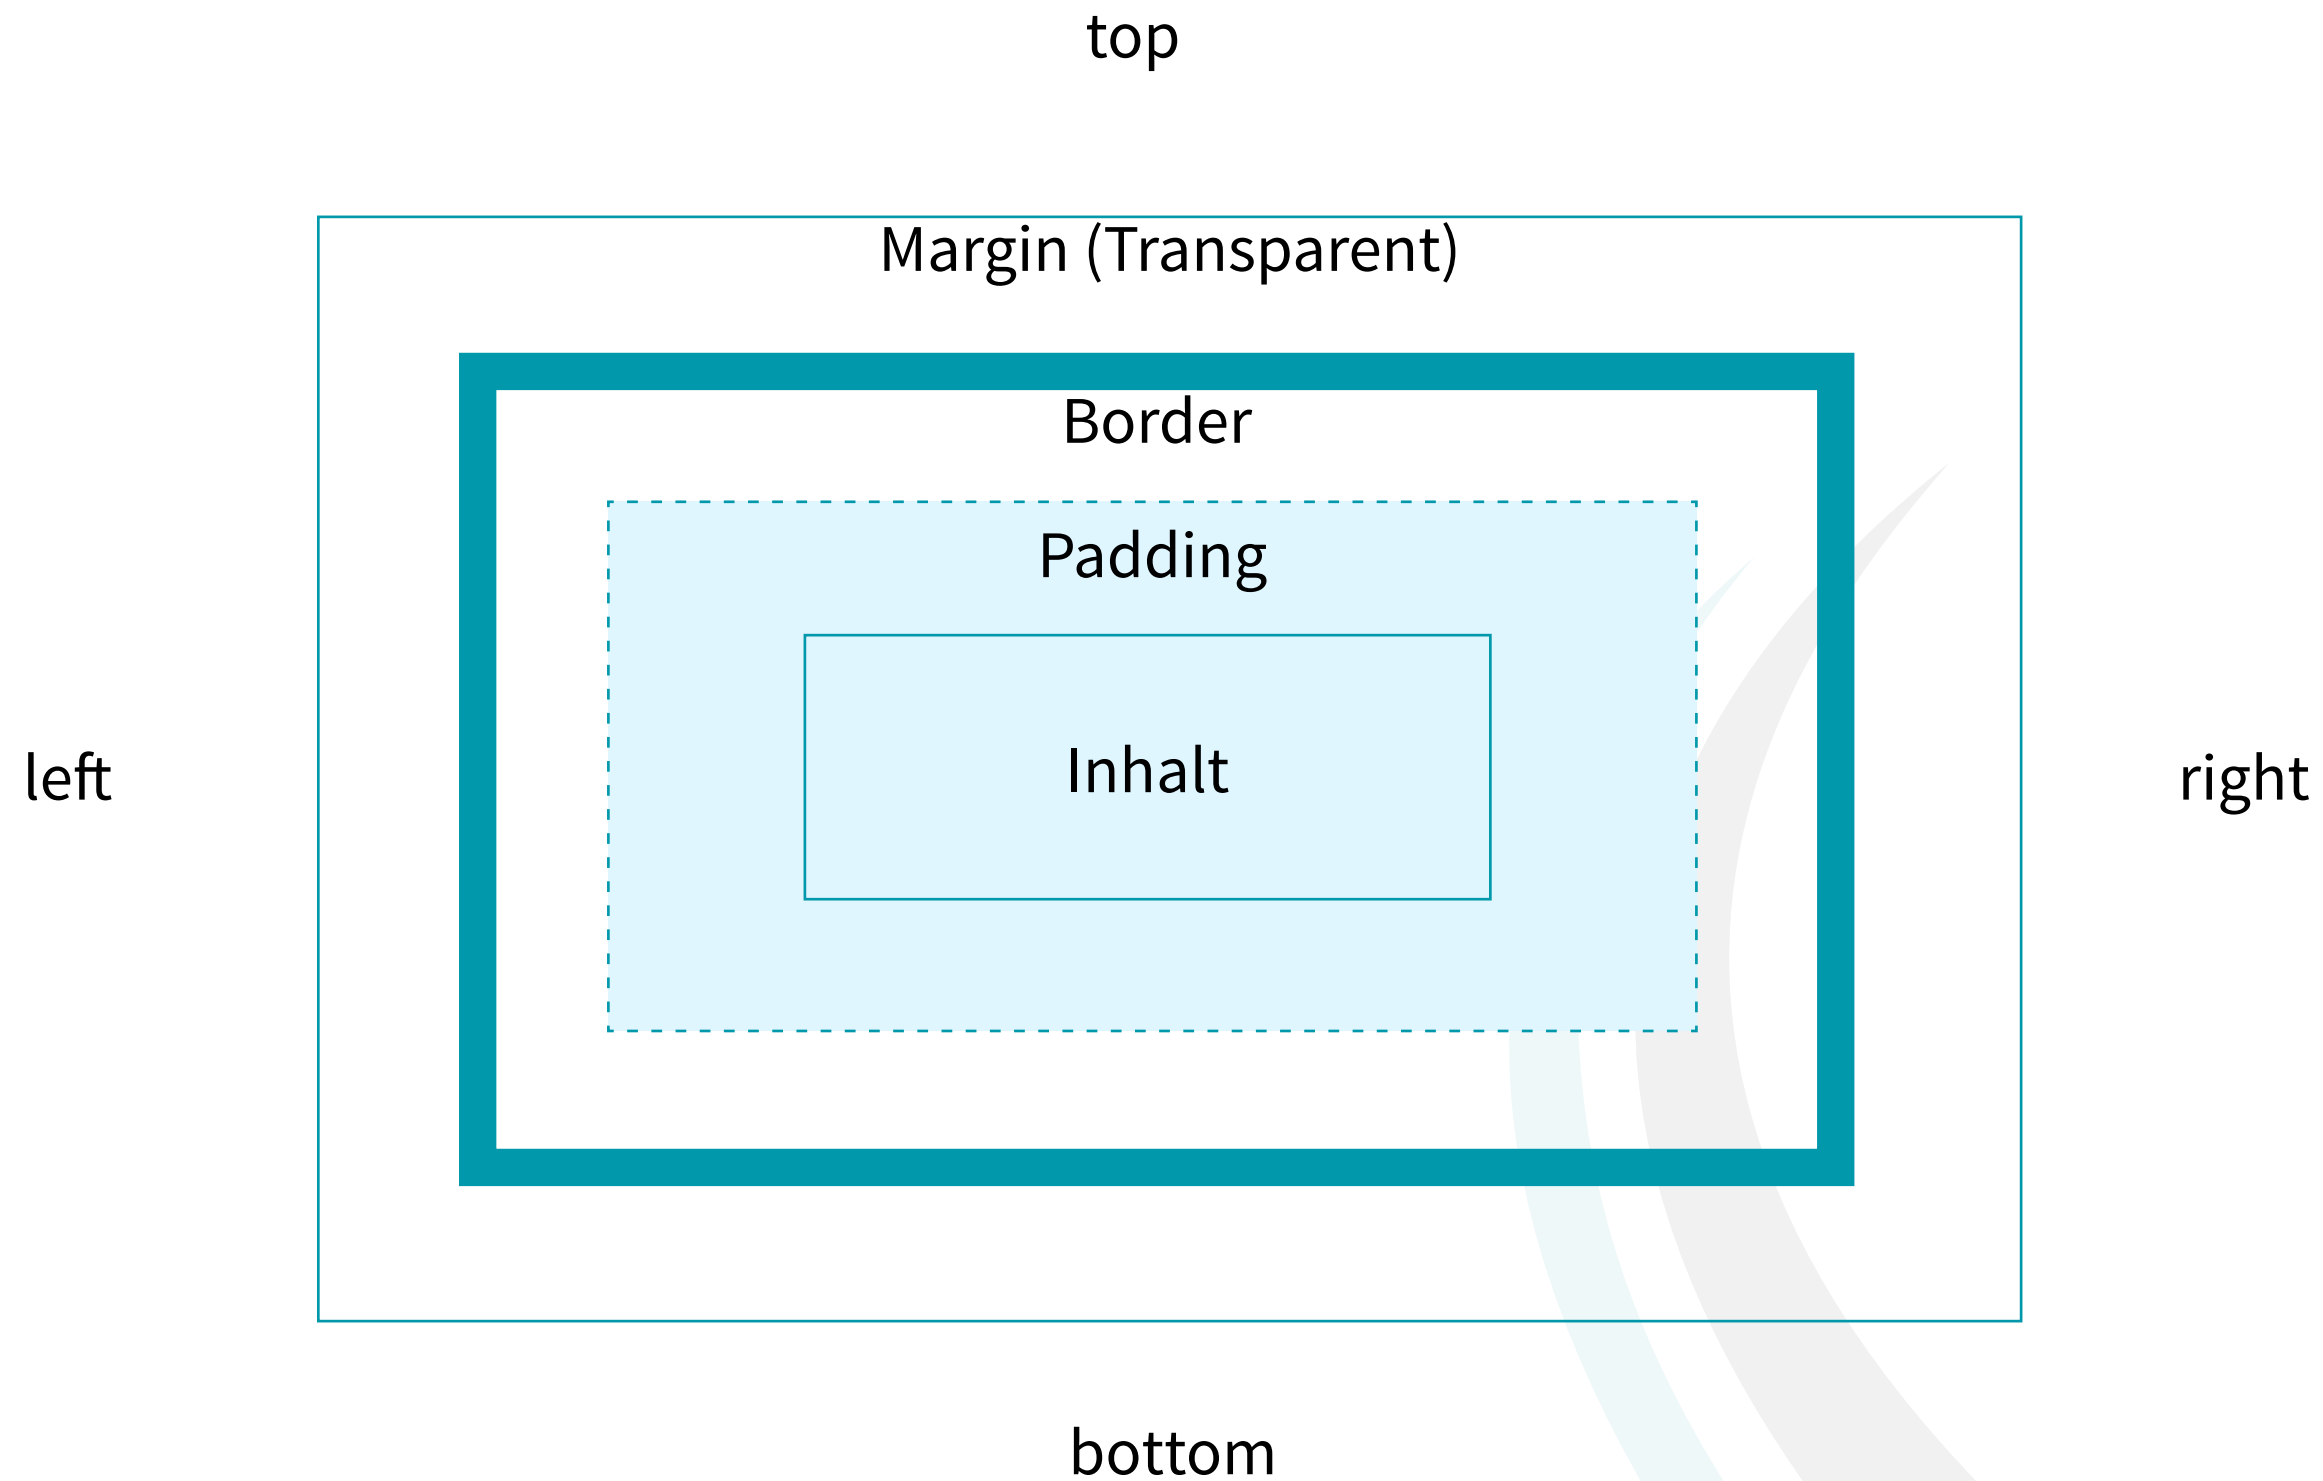 top
Margin (Transparent)
Border
Padding
Inhalt
left
right
bottom